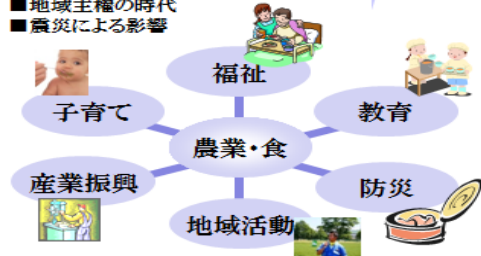 ■地域主権の時代
■震災による影響
福祉
子育て
教育
農業・食
産業振興
防災
地域活動